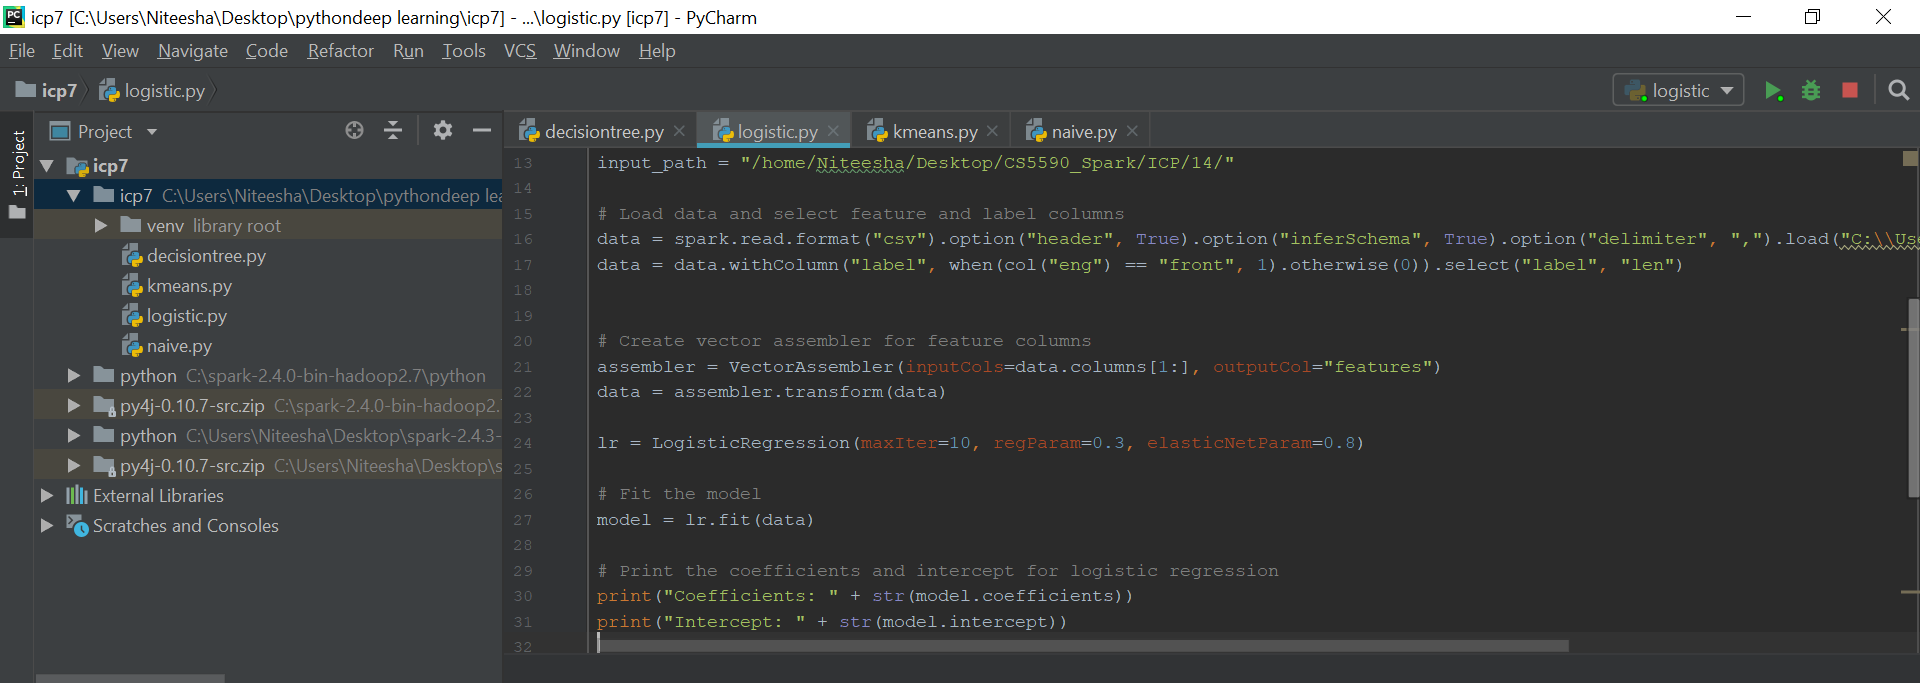 icp7 [C:\Users\Niteesha\Desktop\pythondeep learning\icp7] - ...\logistic.py [icp7] - PyCharm
File Edit View Navigate Code Refactor Run Tools VCS Window Help
icp7 logistic.py
logistic
1: Project
Project
icp7
icp7 C:\Users\Niteesha\Desktop\pythondeep lea
venv library root
decisiontree.py
kmeans.py
logistic.py
naive.py
python C:\spark-2.4.0-bin-hadoop2.7\python
py4j-0.10.7-src.zip C:\spark-2.4.0-bin-hadoop2.
python C:\Users\Niteesha\Desktop\spark-2.4.3-
py4j-0.10.7-src.zip C:\Users\Niteesha\Desktop\s
External Libraries
Scratches and Consoles
decisiontree.py logistic.py kmeans.py naive.py
13 input_path = "/home/Niteesha/Desktop/CS5590_Spark/ICP/14/"
14
15 # Load data and select feature and label columns
16 data = spark.read.format("csv").option("header", True).option("inferSchema", True).option("delimiter", ",").load("C:\\Use
17 data = data.withColumn("label", when(col("eng") == "front", 1).otherwise(0)).select("label", "len")
18
19
20 # Create vector assembler for feature columns
21 assembler = VectorAssembler(inputCols=data.columns[1:], outputCol="features")
22 data = assembler.transform(data)
23
24 lr = LogisticRegression(maxIter=10, regParam=0.3, elasticNetParam=0.8)
25
26 # Fit the model
27 model = lr.fit(data)
28
29 # Print the coefficients and intercept for logistic regression
30 print("Coefficients: " + str(model.coefficients))
31 print("Intercept: " + str(model.intercept))
32